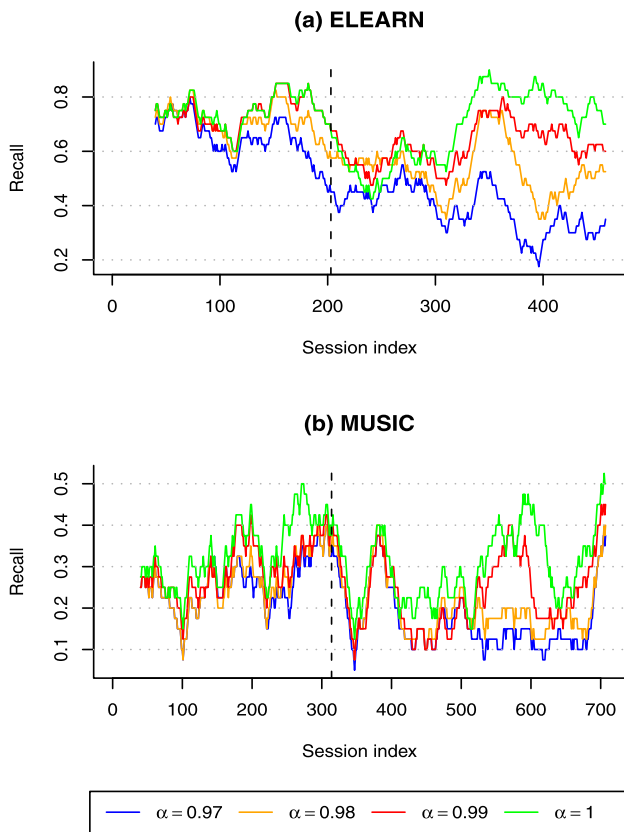 (a) ELEARN
Recall
0.8
0.6
0.4
0.2
0 100 200 300 400
Session index
(b) MUSIC
Recall
0.5
0.4
0.3
0.2
0.1
0 100 200 300 400 500 600 700
Session index
α = 0.97 α = 0.98 α = 0.99 α = 1